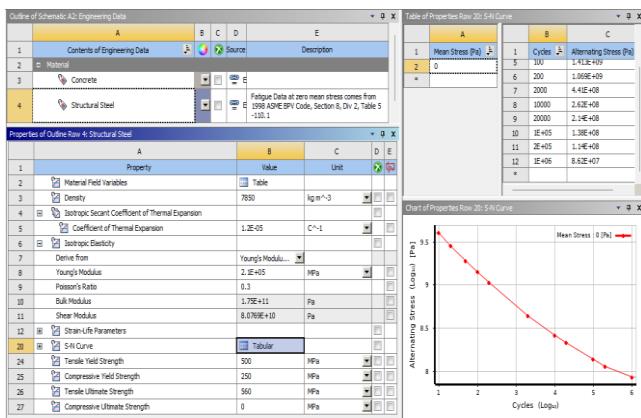 Outline of Schematic A2: Engineering Data
A B C D E
1 Contents of Engineering Data Source Description
2 Material
3 Concrete
4 Structural Steel Fatigue Data at zero mean stress comes from
1998 ASME BPV Code, Section 8, Div 2, Table 5
-110.1
Properties of Outline Row 4: Structural Steel
A B C D E
1 Property Value Unit
2 Material Field Variables Table
3 Density 7850 kg m^-3
4 Isotropic Secant Coefficient of Thermal Expansion
5 Coefficient of Thermal Expansion 1.2E-05 C^-1
6 Isotropic Elasticity
7 Derive from Young's Modulu...
8 Young's Modulus 2.1E+05 MPa
9 Poisson's Ratio 0.3
10 Bulk Modulus 1.75E+11 Pa
11 Shear Modulus 8.0769E+10 Pa
12 Strain-Life Parameters
20 S-N Curve Tabular
24 Tensile Yield Strength 500 MPa
25 Compressive Yield Strength 250 MPa
26 Tensile Ultimate Strength 560 MPa
27 Compressive Ultimate Strength 0 MPa
Table of Properties Row 20: S-N Curve
A
1 Mean Stress [Pa]
2 0
*
B C
1 Cycles Alternating Stress [Pa]
5 100 1.413E+09
6 200 1.069E+09
7 2000 4.41E+08
8 10000 2.62E+08
9 20000 2.14E+08
10 1E+05 1.38E+08
11 2E+05 1.14E+08
12 1E+06 8.62E+07
*
Chart of Properties Row 20: S-N Curve
Mean Stress : 0 [Pa]
Alternating Stress (Log₁₀) [Pa]
9.5
9
8.5
8
1 2 3 4 5 6
Cycles (Log₁₀)